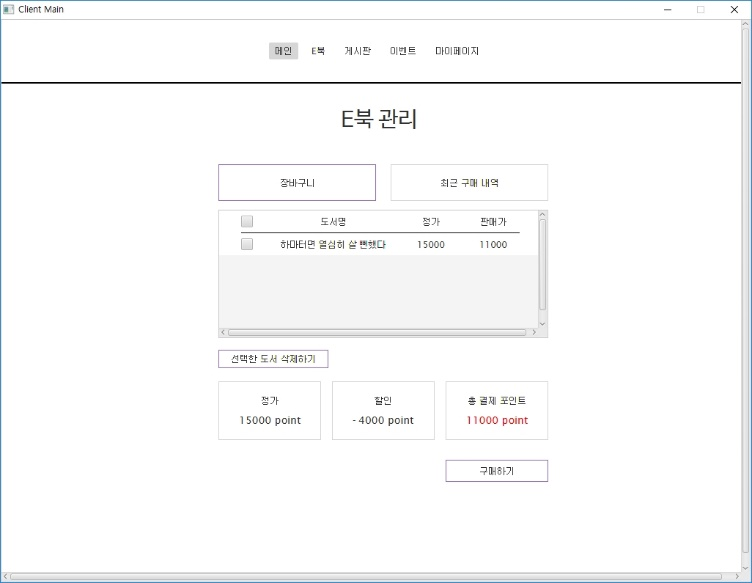 Client Main
메인 E북 게시판 이벤트 마이페이지
E북 관리
장바구니 최근 구매 내역
도서명 정가 판매가
하마터면 열심히 살 뻔했다 15000 11000
선택한 도서 삭제하기
정가 할인 총 결제 포인트
15000 point - 4000 point 11000 point
구매하기